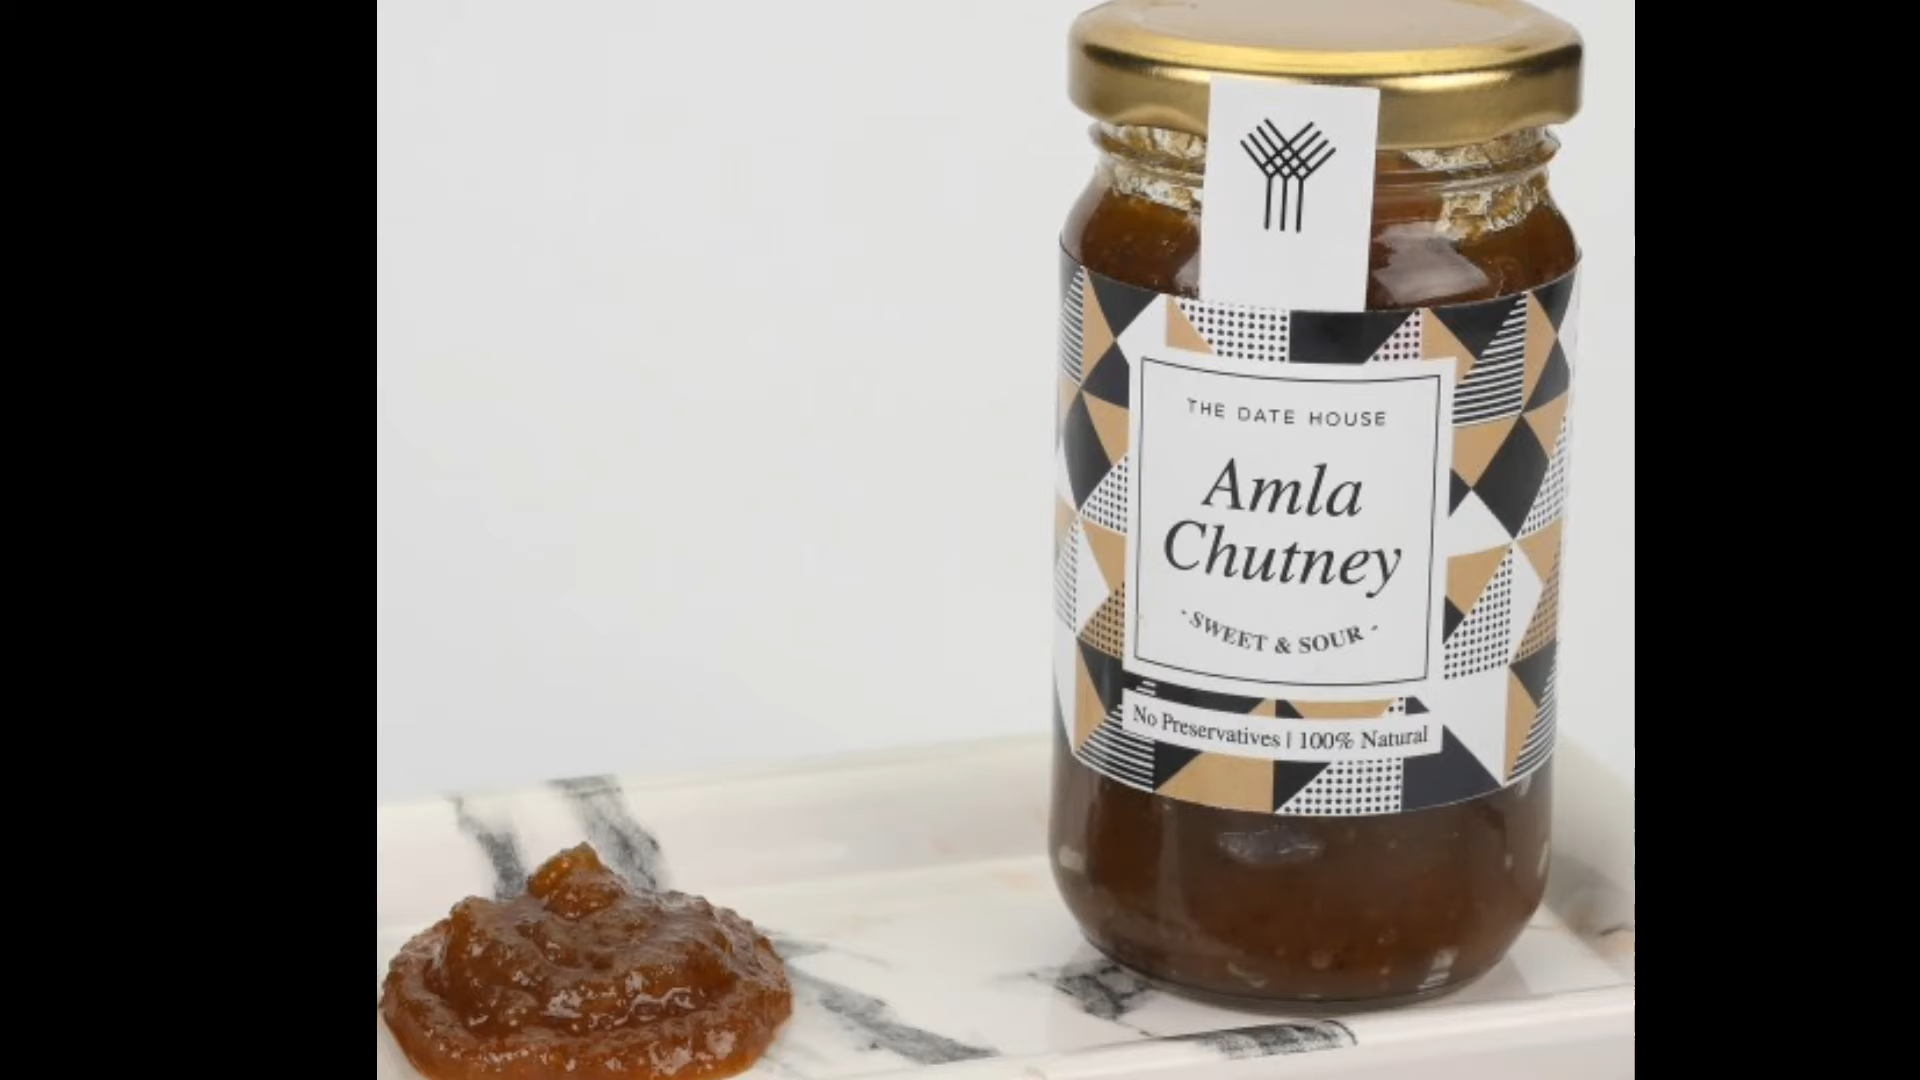 THE DATE HOUSE
Amla
Chutney
- SWEET & SOUR -
No Preservatives | 100% Natural